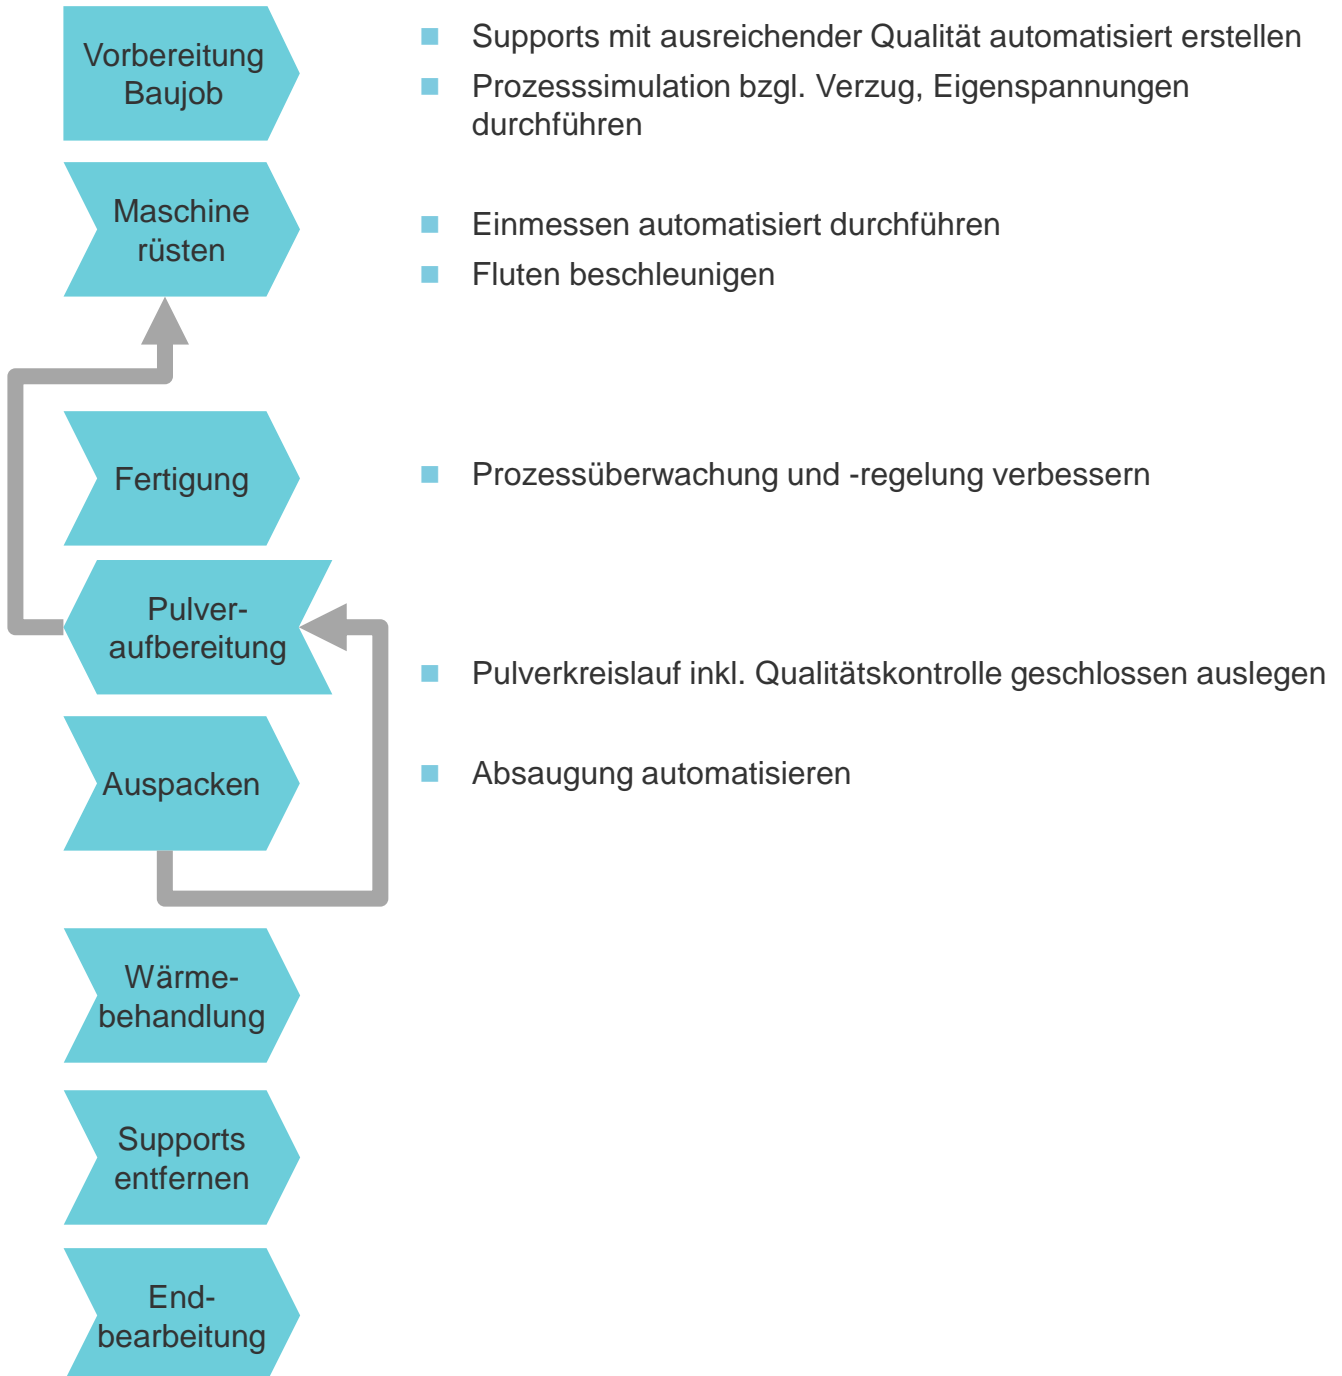 Vorbereitung
Baujob
Supports mit ausreichender Qualität automatisiert erstellen
Prozesssimulation bzgl. Verzug, Eigenspannungen
durchführen
Maschine
rüsten
Einmessen automatisiert durchführen
Fluten beschleunigen
Fertigung
Prozessüberwachung und -regelung verbessern
Pulver-
aufbereitung
Pulverkreislauf inkl. Qualitätskontrolle geschlossen auslegen
Auspacken
Absaugung automatisieren
Wärme-
behandlung
Supports
entfernen
End-
bearbeitung